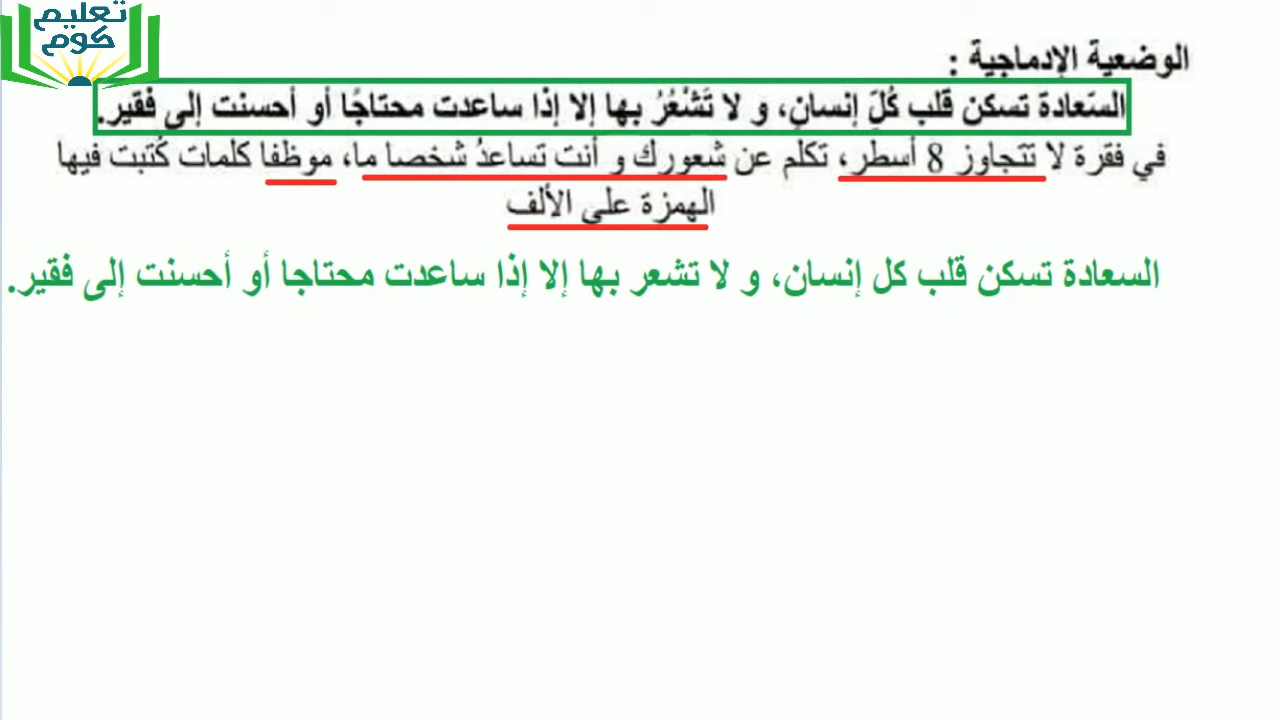 تعليم
كوم
الوضعية الإدماجية :
السّعادة تسكن قلب كُلِّ إنسانٍ، و لا تَشْعُرُ بها إلا إذا ساعدت محتاجًا أو أحسنت إلى فقير.
في فقرة لا تتجاوز 8 أسطر، تكلّم عن شعورك و أنت تساعدُ شخصا ما، موظفا كلمات كُتبت فيها
الهمزة على الألف
السعادة تسكن قلب كل إنسان، و لا تشعر بها إلا إذا ساعدت محتاجا أو أحسنت إلى فقير.